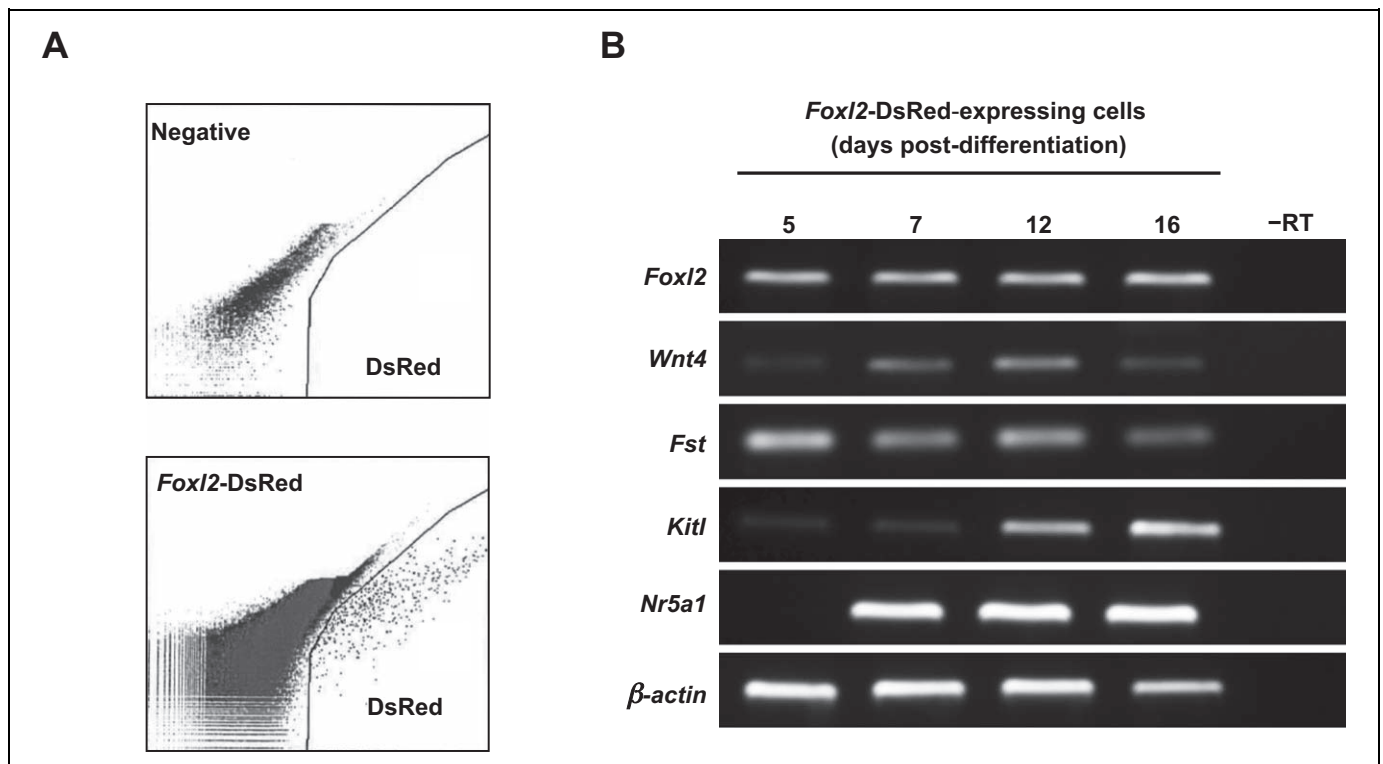 A
Negative
DsRed
Foxl2-DsRed
DsRed
B
Foxl2-DsRed-expressing cells
(days post-differentiation)
5 7 12 16 −RT
Foxl2
Wnt4
Fst
Kitl
Nr5a1
β-actin